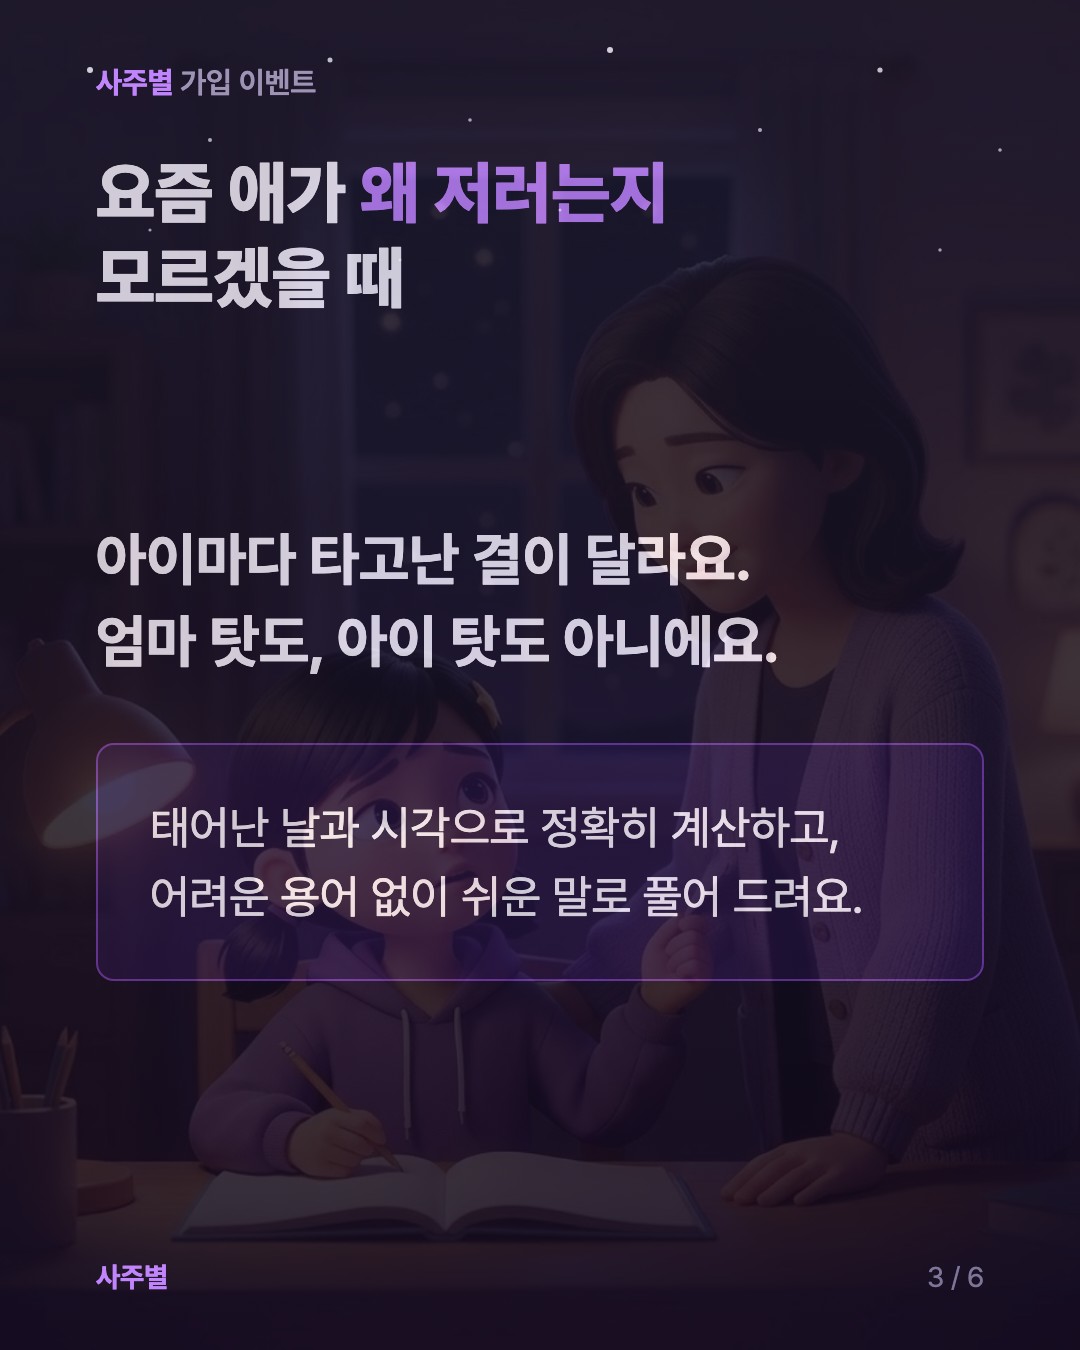 사주별 가입 이벤트
요즘 애가 왜 저러는지
모르겠을 때
아이마다 타고난 결이 달라요.
엄마 탓도, 아이 탓도 아니에요.
태어난 날과 시각으로 정확히 계산하고,
어려운 용어 없이 쉬운 말로 풀어 드려요.
사주별
3 / 6